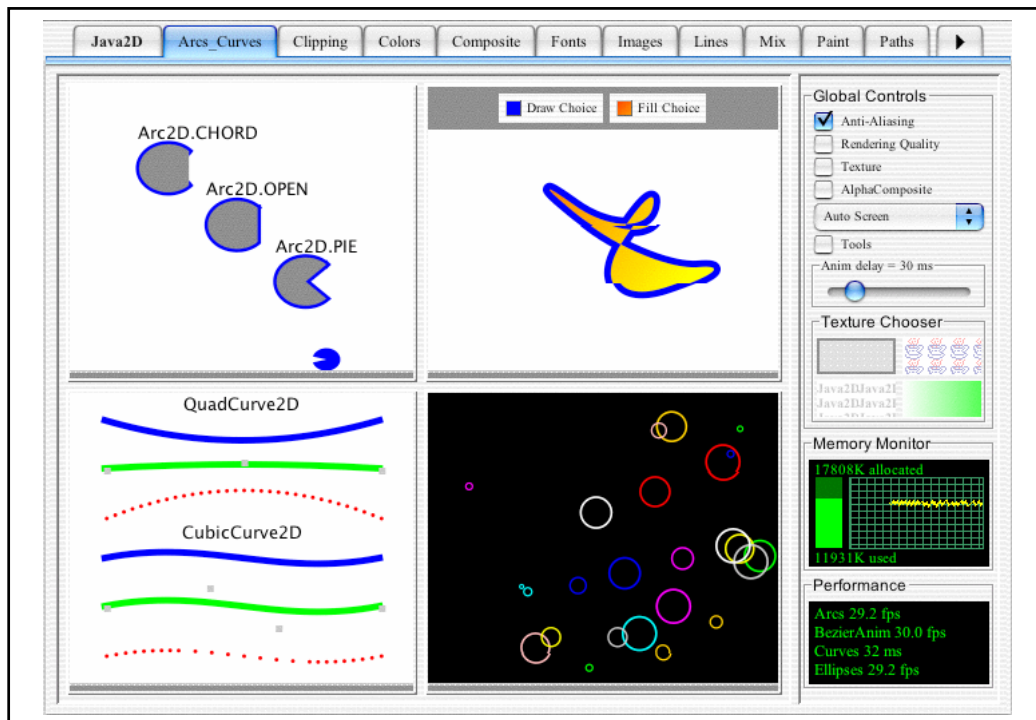 Java2D Arcs_Curves Clipping Colors Composite Fonts Images Lines Mix Paint Paths
Arc2D.CHORD
Arc2D.OPEN
Arc2D.PIE
Draw Choice Fill Choice
QuadCurve2D
CubicCurve2D
Global Controls
Anti-Aliasing
Rendering Quality
Texture
AlphaComposite
Auto Screen
Tools
Anim delay = 30 ms
Texture Chooser
Java2DJava2D
Java2DJava2D
Memory Monitor
17808K allocated
11931K used
Performance
Arcs 29.2 fps
BezierAnim 30.0 fps
Curves 32 ms
Ellipses 29.2 fps